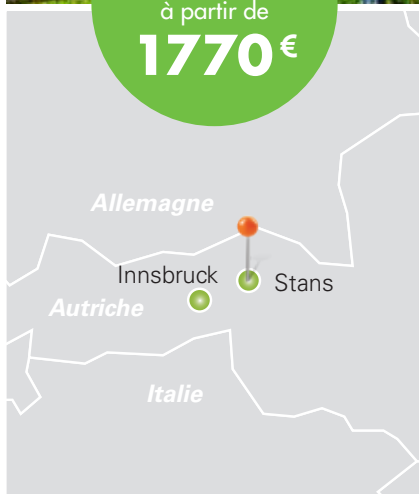 à partir de
1770 €
Allemagne
Innsbruck
Stans
Autriche
Italie